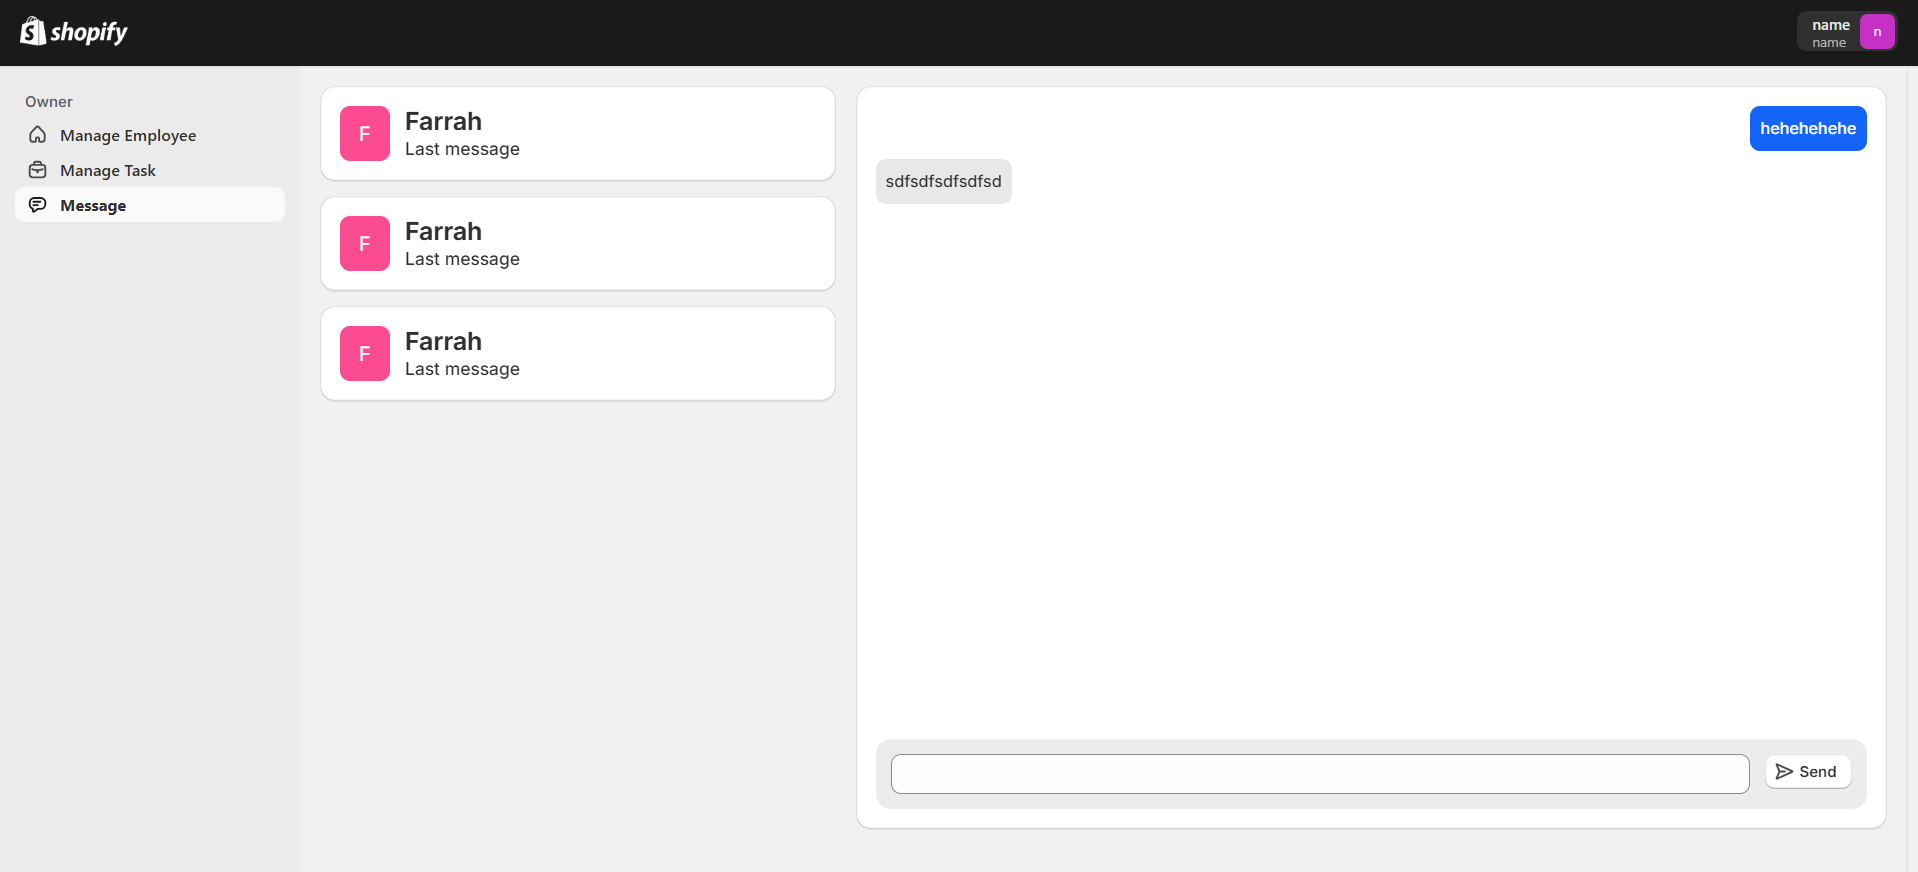 shopify
name
name
n
Owner
Manage Employee
Manage Task
Message
F
Farrah
Last message
F
Farrah
Last message
F
Farrah
Last message
hehehehehe
sdfsdfsdfsdfsd
Send